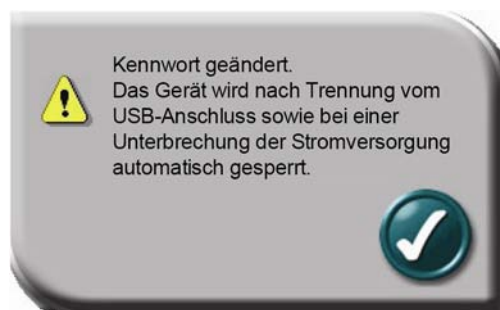 Kennwort geändert.
Das Gerät wird nach Trennung vom
USB-Anschluss sowie bei einer
Unterbrechung der Stromversorgung
automatisch gesperrt.